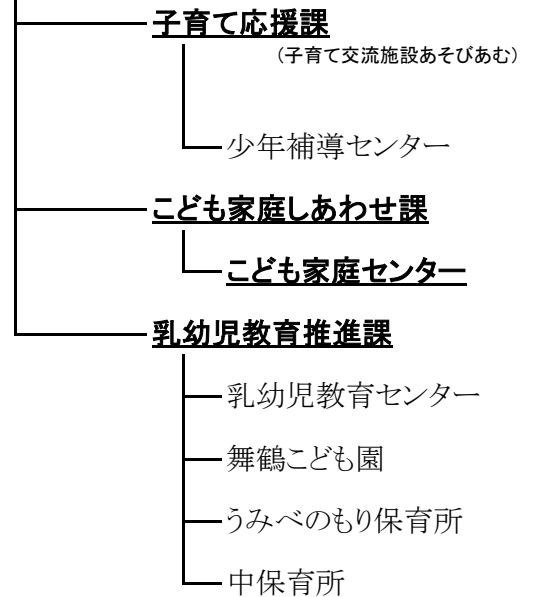 子育て応援課
（子育て交流施設あそびあむ）
少年補導センター
こども家庭しあわせ課
こども家庭センター
乳幼児教育推進課
乳幼児教育センター
舞鶴こども園
うみべのもり保育所
中保育所